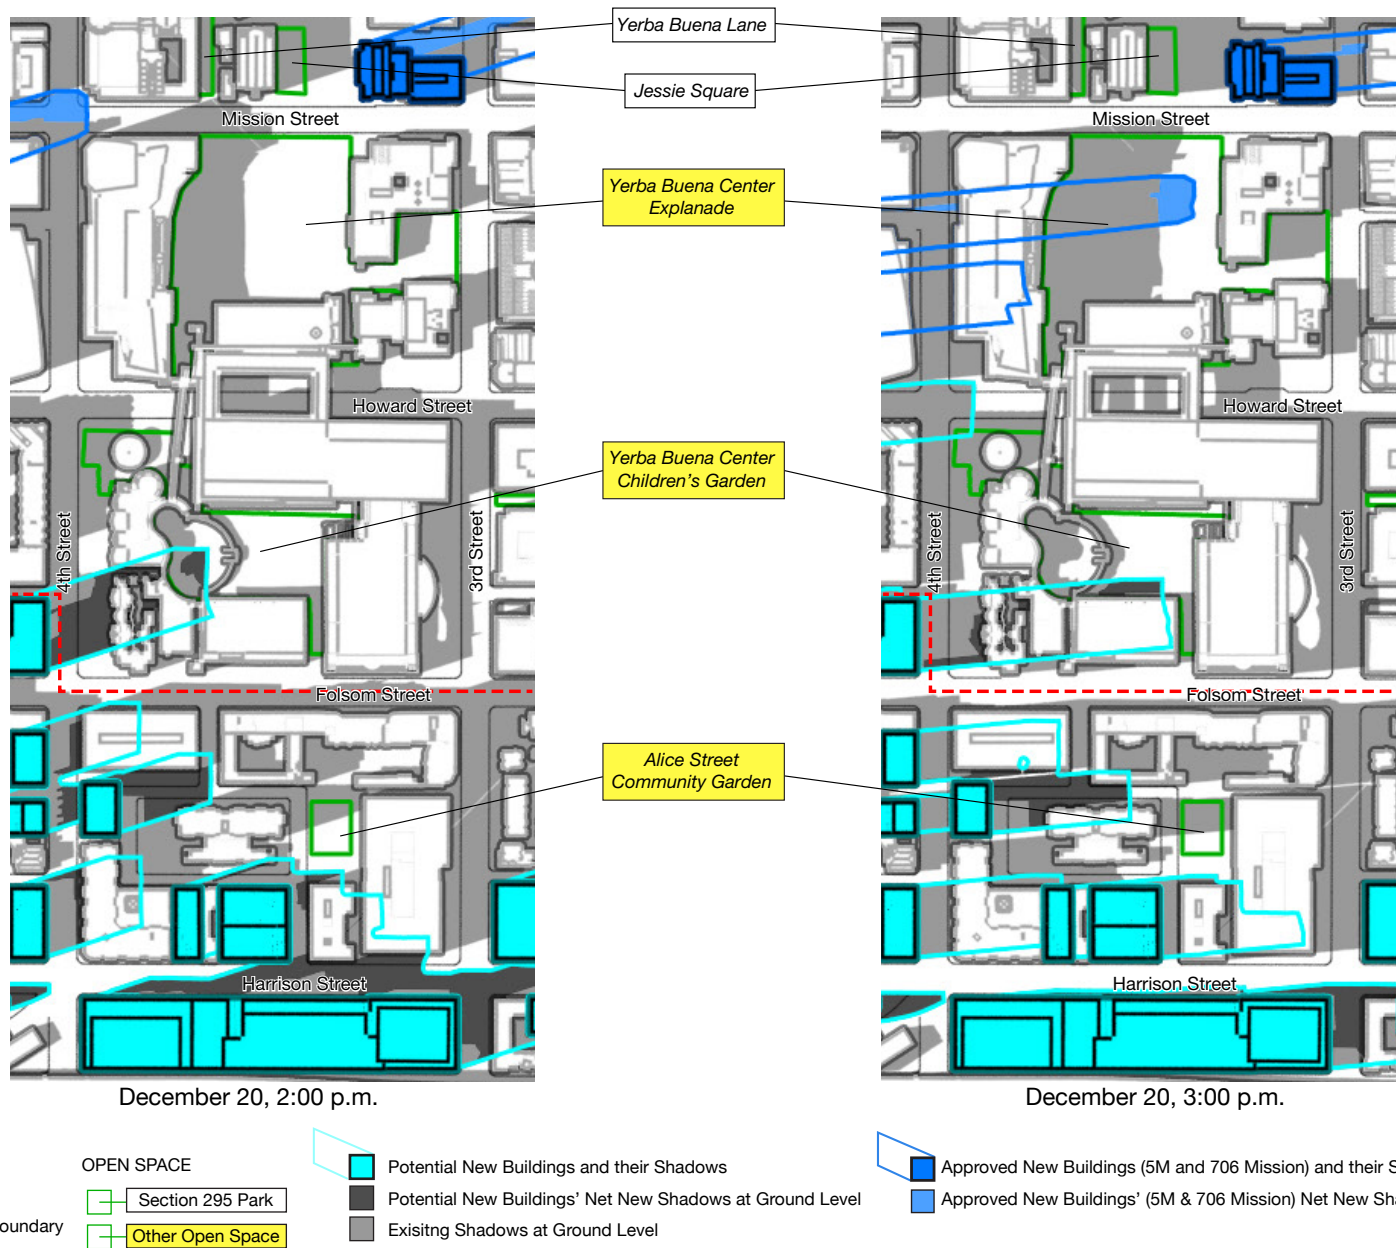 Yerba Buena Lane
Jessie Square
Mission Street
Mission Street
Yerba Buena Center
Explanade
Howard Street
Howard Street
Yerba Buena Center
Children's Garden
4th Street
3rd Street
4th Street
3rd Street
Folsom Street
Folsom Street
Alice Street
Community Garden
Harrison Street
Harrison Street
December 20, 2:00 p.m.
December 20, 3:00 p.m.
OPEN SPACE
Section 295 Park
oundary
Other Open Space
Potential New Buildings and their Shadows
Potential New Buildings' Net New Shadows at Ground Level
Exisitng Shadows at Ground Level
Approved New Buildings (5M and 706 Mission) and their S
Approved New Buildings' (5M & 706 Mission) Net New Sha